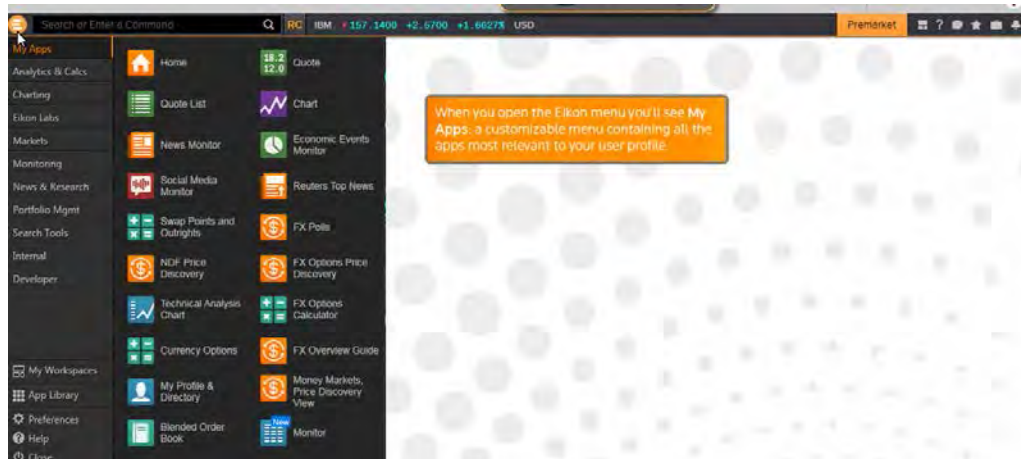 Search or Enter a Command
RC IBM 157.1400 +2.6700 +1.6627% USD
Premarket
?
My Apps
Analytics & Calcs
Charting
Eikon Labs
Markets
Monitoring
News & Research
Portfolio Mgmt
Search Tools
Internal
Developer
My Workspaces
App Library
Preferences
Help
Close
Home
18.2
12.0
Quote
Quote List
Chart
News Monitor
Economic Events
Monitor
Social Media
Monitor
Reuters Top News
Swap Points and
Outrights
FX Polls
NDF Price
Discovery
FX Options Price
Discovery
Technical Analysis
Chart
FX Options
Calculator
Currency Options
FX Overview Guide
My Profile &
Directory
Money Markets,
Price Discovery
View
Blended Order
Book
New
Monitor
When you open the Eikon menu you'll see My
Apps, a customizable menu containing all the
apps most relevant to your user profile.